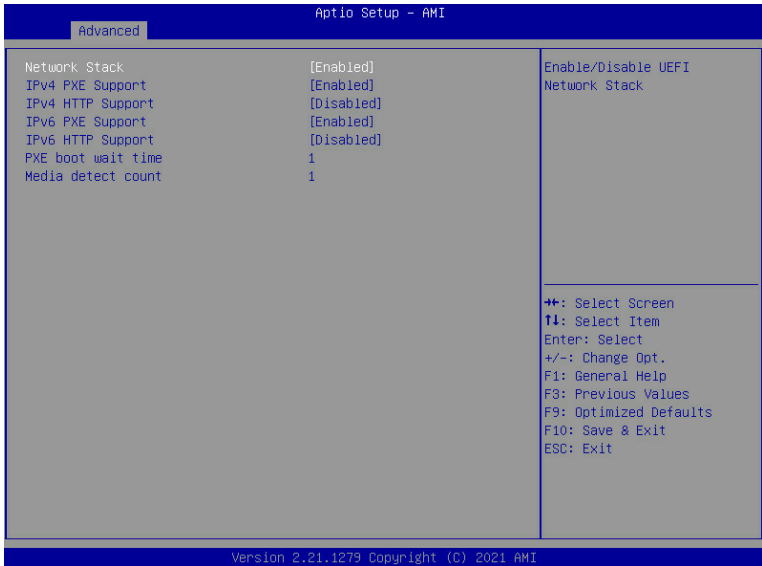 Aptio Setup – AMI
Advanced
Network Stack [Enabled]
IPv4 PXE Support [Enabled]
IPv4 HTTP Support [Disabled]
IPv6 PXE Support [Enabled]
IPv6 HTTP Support [Disabled]
PXE boot wait time 1
Media detect count 1
Enable/Disable UEFI
Network Stack
→←: Select Screen
↑↓: Select Item
Enter: Select
+/-: Change Opt.
F1: General Help
F3: Previous Values
F9: Optimized Defaults
F10: Save & Exit
ESC: Exit
Version 2.21.1279 Copyright (C) 2021 AMI